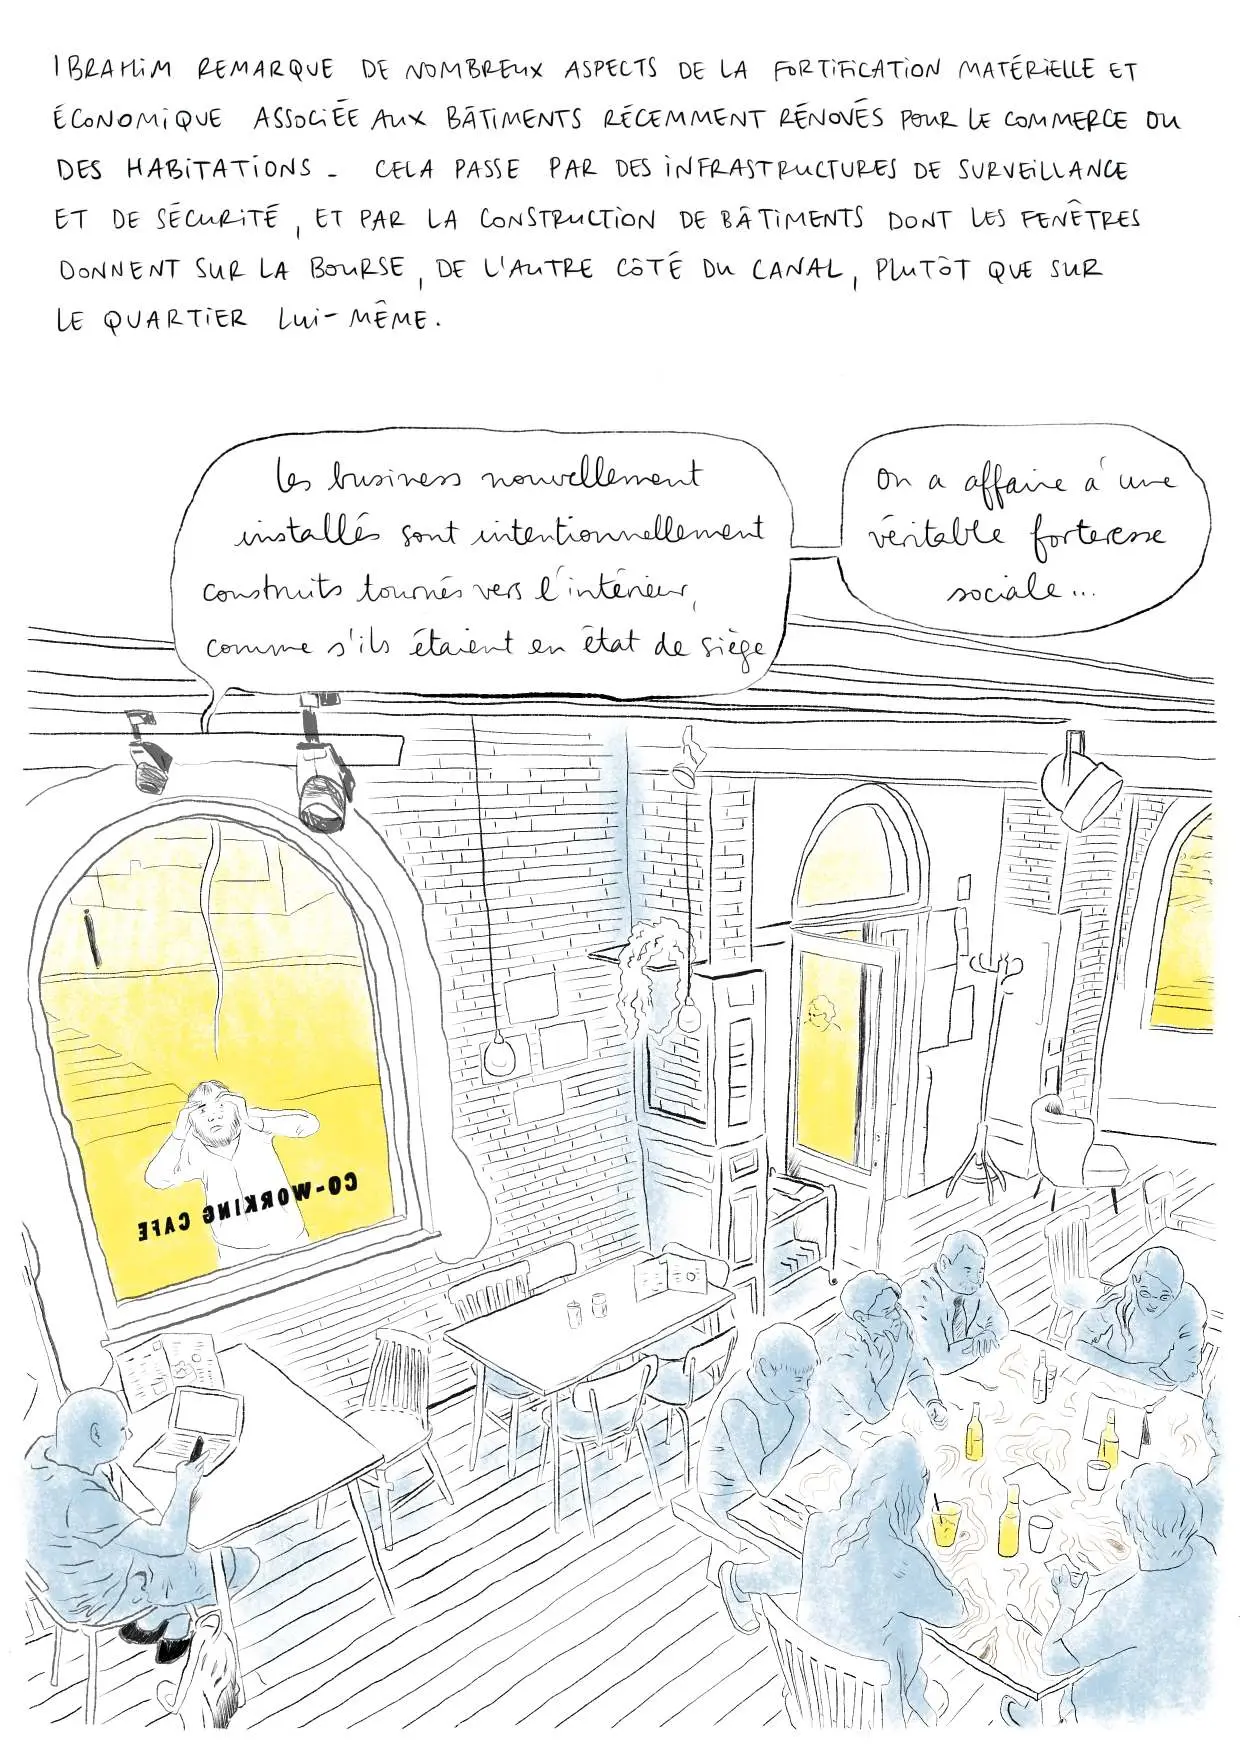 IBRAHIM REMARQUE DE NOMBREUX ASPECTS DE LA FORTIFICATION MATÉRIELLE ET
ÉCONOMIQUE ASSOCIÉE AUX BÂTIMENTS RÉCEMMENT RÉNOVÉS POUR LE COMMERCE OU
DES HABITATIONS. CELA PASSE PAR DES INFRASTRUCTURES DE SURVEILLANCE
ET DE SÉCURITÉ, ET PAR LA CONSTRUCTION DE BÂTIMENTS DONT LES FENÊTRES
DONNENT SUR LA BOURSE, DE L'AUTRE CÔTÉ DU CANAL, PLUTÔT QUE SUR
LE QUARTIER LUI-MÊME.
Les business nouvellement
installés sont intentionnellement
construits tournés vers l'intérieur,
comme s'ils étaient en état de siège
On a affaire à une
véritable forteresse
sociale...
CO-WORKING CAFE